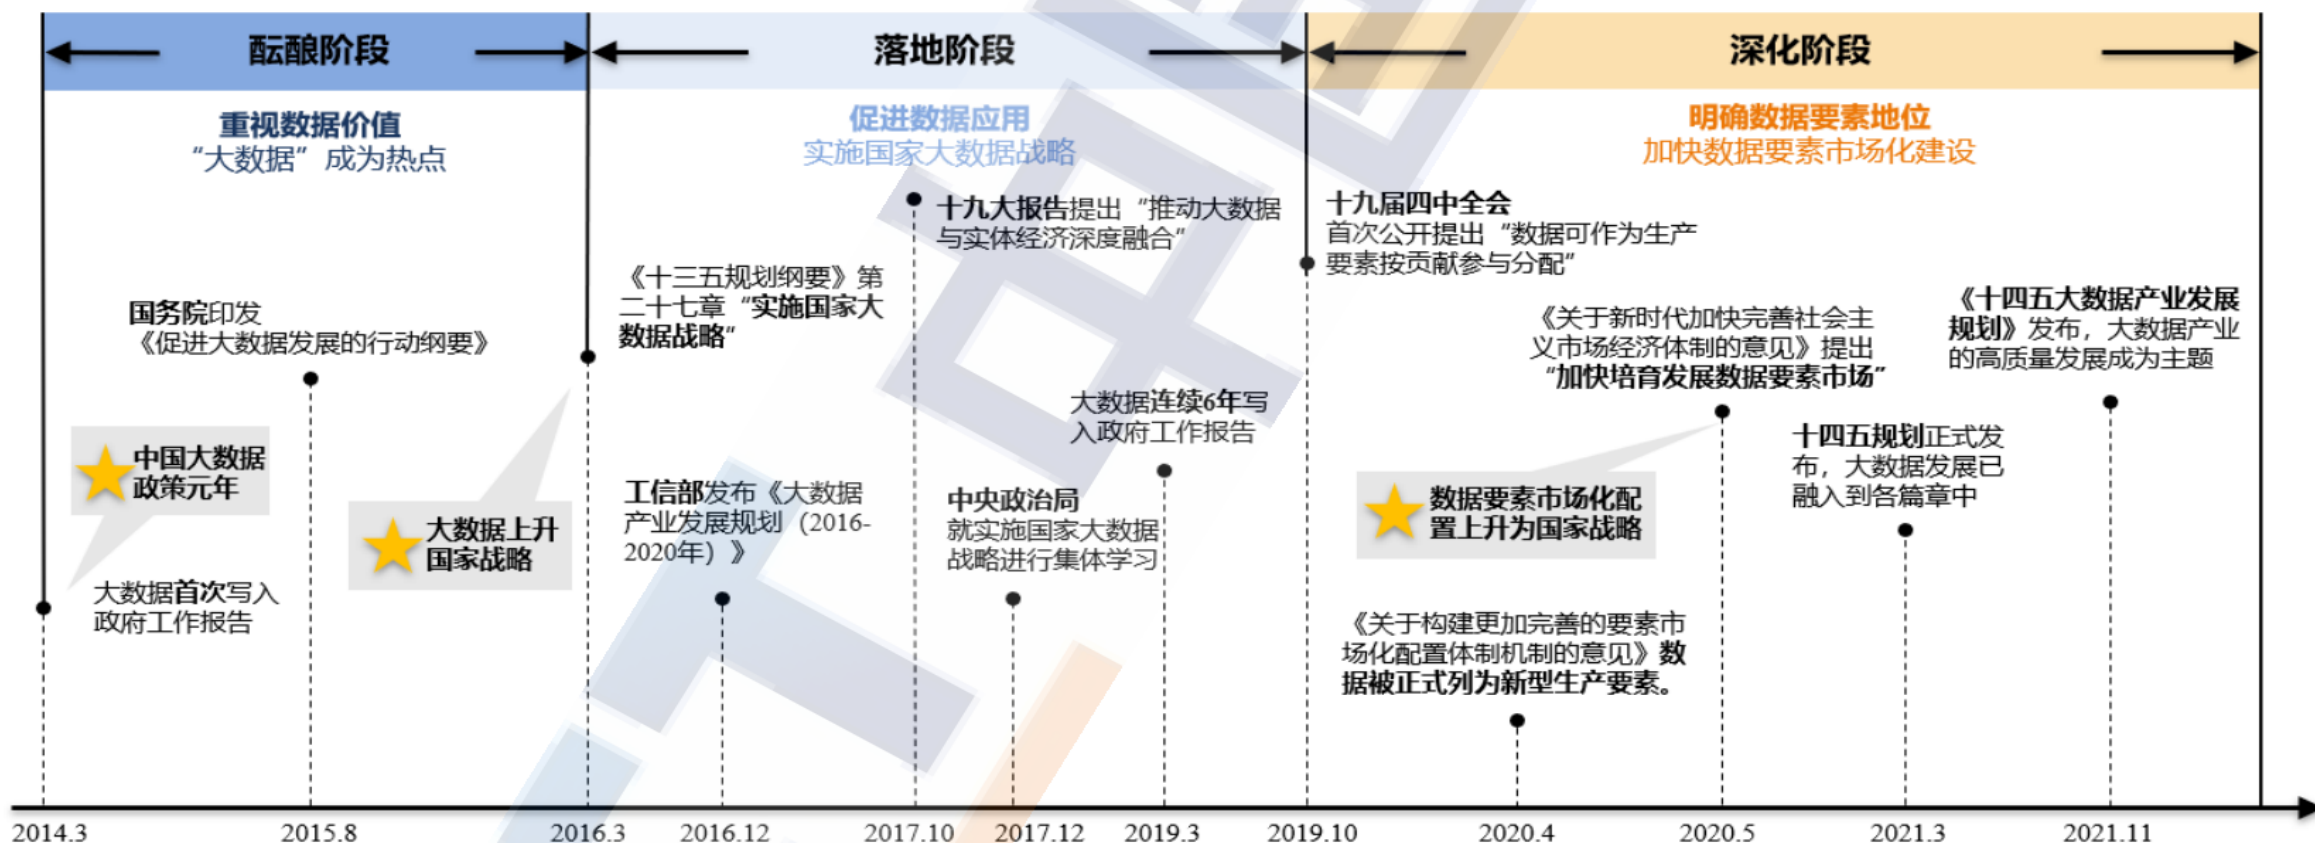 酝酿阶段
落地阶段
深化阶段
重视数据价值
“大数据”成为热点
促进数据应用
实施国家大数据战略
明确数据要素地位
加快数据要素市场化建设
中国大数据
政策元年
大数据首次写入
政府工作报告
国务院印发
《促进大数据发展的行动纲要》
大数据上升
国家战略
《十三五规划纲要》第
二十七章“实施国家大
数据战略”
工信部发布《大数据
产业发展规划（2016-
2020年）》
十九大报告提出“推动大数据
与实体经济深度融合”
中央政治局
就实施国家大数据
战略进行集体学习
大数据连续6年写
入政府工作报告
十九届四中全会
首次公开提出“数据可作为生产
要素按贡献参与分配”
《关于构建更加完善的要素市
场化配置体制机制的意见》数
据被正式列为新型生产要素。
《关于新时代加快完善社会主
义市场经济体制的意见》提出
“加快培育发展数据要素市场”
数据要素市场化配
置上升为国家战略
十四五规划正式发
布，大数据发展已
融入到各篇章中
《十四五大数据产业发展
规划》发布，大数据产业
的高质量发展成为主题
2014.3
2015.8
2016.3
2016.12
2017.10
2017.12
2019.3
2019.10
2020.4
2020.5
2021.3
2021.11